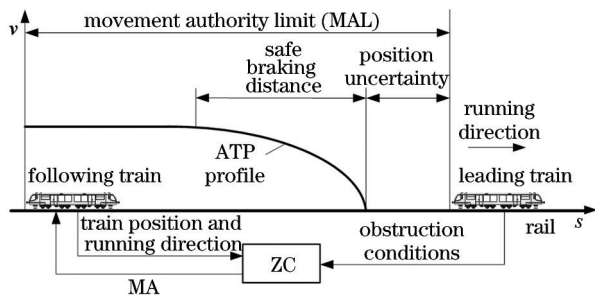 v
movement authority limit (MAL)
safe
braking
distance
position
uncertainty
running
direction
ATP
profile
following train
leading train
rail
s
train position and
running direction
obstruction
conditions
ZC
MA